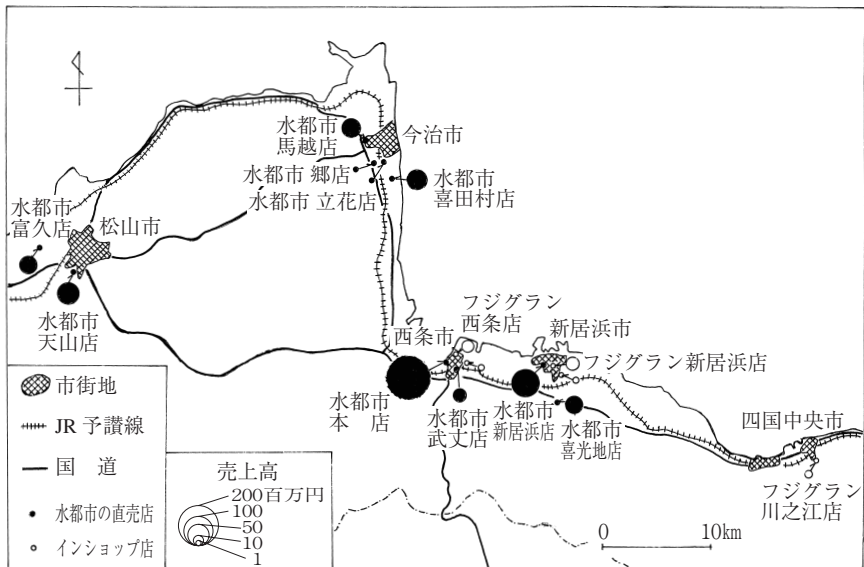 水都市
馬越店
今治市
水都市 郷店
水都市 立花店
水都市
喜田村店
水都市
富久店
松山市
水都市
天山店
フジグラン
西条店
西条市
新居浜市
フジグラン新居浜店
水都市
本 店
水都市
武丈店
水都市
新居浜店
水都市
喜光地店
四国中央市
フジグラン
川之江店
市街地
JR 予讃線
国 道
水都市の直売店
インショップ店
売上高
200百万円
100
50
10
1
0 10km